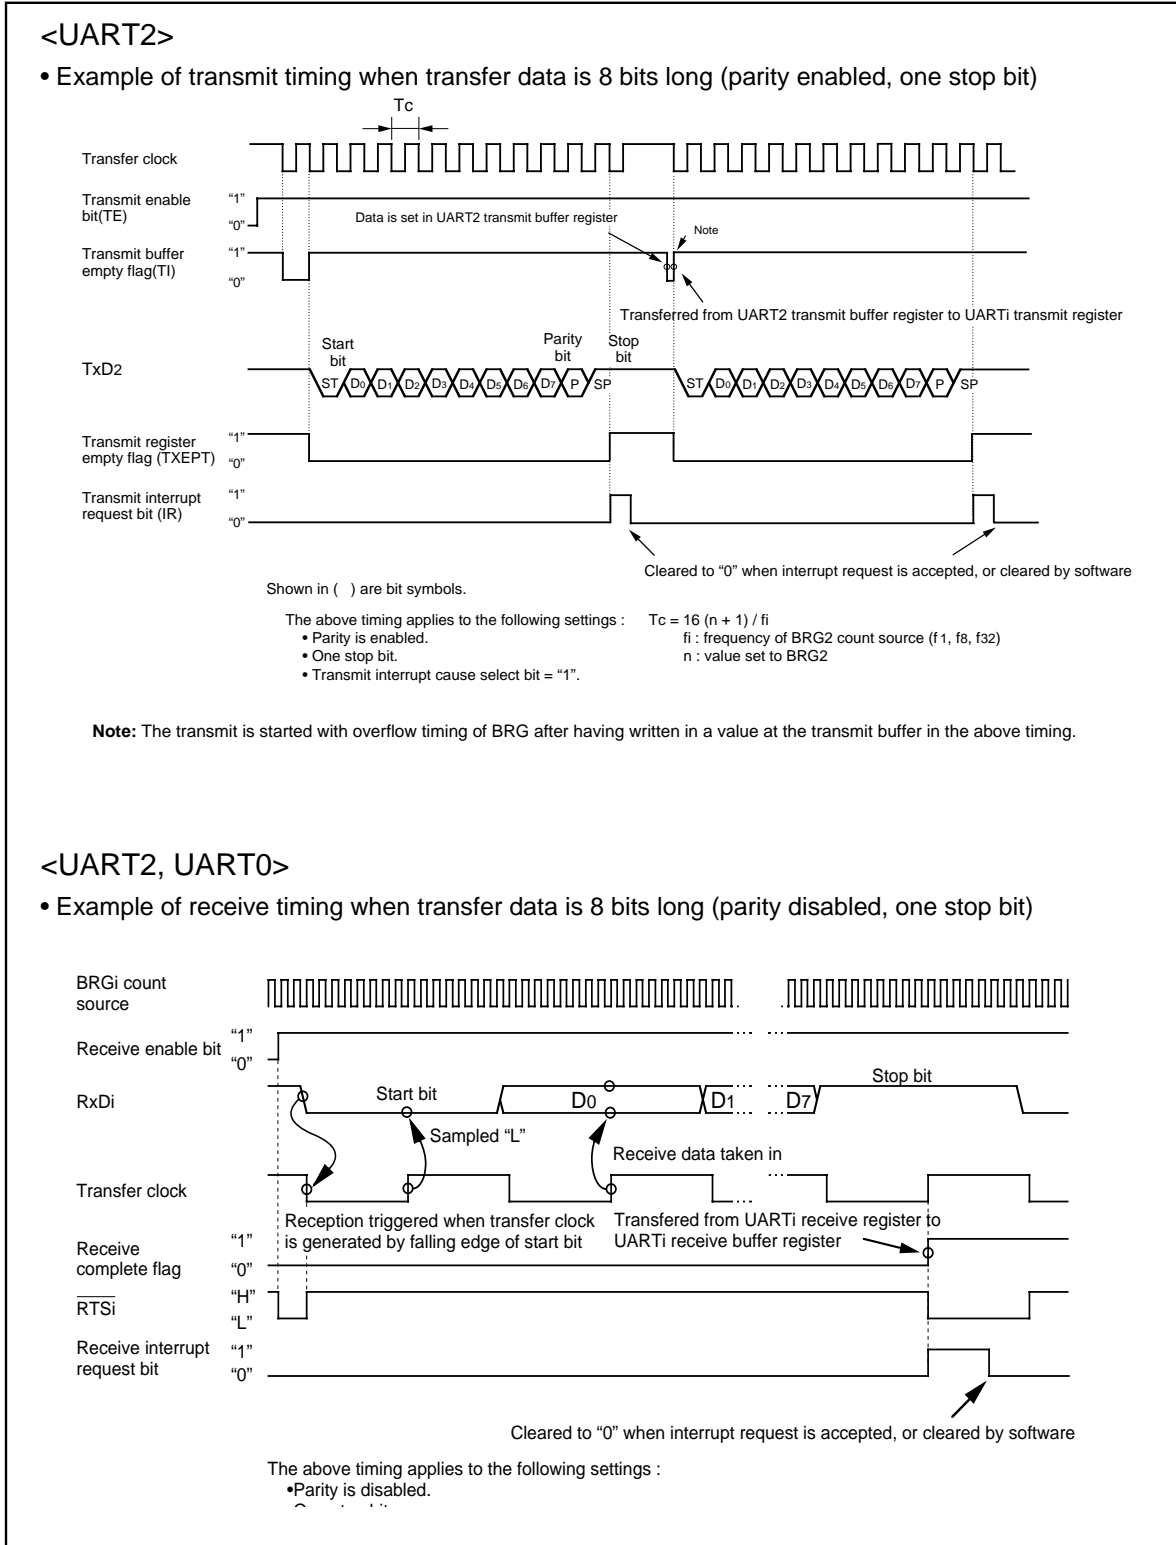 <UART2>
• Example of transmit timing when transfer data is 8 bits long (parity enabled, one stop bit)
Tc
Transfer clock
Transmit enable
bit(TE)
“1”
“0”
Data is set in UART2 transmit buffer register
Note
Transmit buffer
empty flag(TI)
“1”
“0”
Transferred from UART2 transmit buffer register to UARTi transmit register
Start
bit
Parity
bit
Stop
bit
TxD2
ST D0 D1 D2 D3 D4 D5 D6 D7 P SP ST D0 D1 D2 D3 D4 D5 D6 D7 P SP
Transmit register
empty flag (TXEPT)
“1”
“0”
Transmit interrupt
request bit (IR)
“1”
“0”
Cleared to “0” when interrupt request is accepted, or cleared by software
Shown in ( ) are bit symbols.
The above timing applies to the following settings :
• Parity is enabled.
• One stop bit.
• Transmit interrupt cause select bit = “1”.
Tc = 16 (n + 1) / fi
fi : frequency of BRG2 count source (f1, f8, f32)
n : value set to BRG2
Note: The transmit is started with overflow timing of BRG after having written in a value at the transmit buffer in the above timing.
<UART2, UART0>
• Example of receive timing when transfer data is 8 bits long (parity disabled, one stop bit)
BRGi count
source
Receive enable bit
“1”
“0”
RxDi
Start bit
D0
D1
D7
Stop bit
Sampled “L”
Receive data taken in
Transfer clock
Reception triggered when transfer clock
is generated by falling edge of start bit
Transfered from UARTi receive register to
UARTi receive buffer register
Receive
complete flag
“1”
“0”
RTSi
“H”
“L”
Receive interrupt
request bit
“1”
“0”
Cleared to “0” when interrupt request is accepted, or cleared by software
The above timing applies to the following settings :
•Parity is disabled.